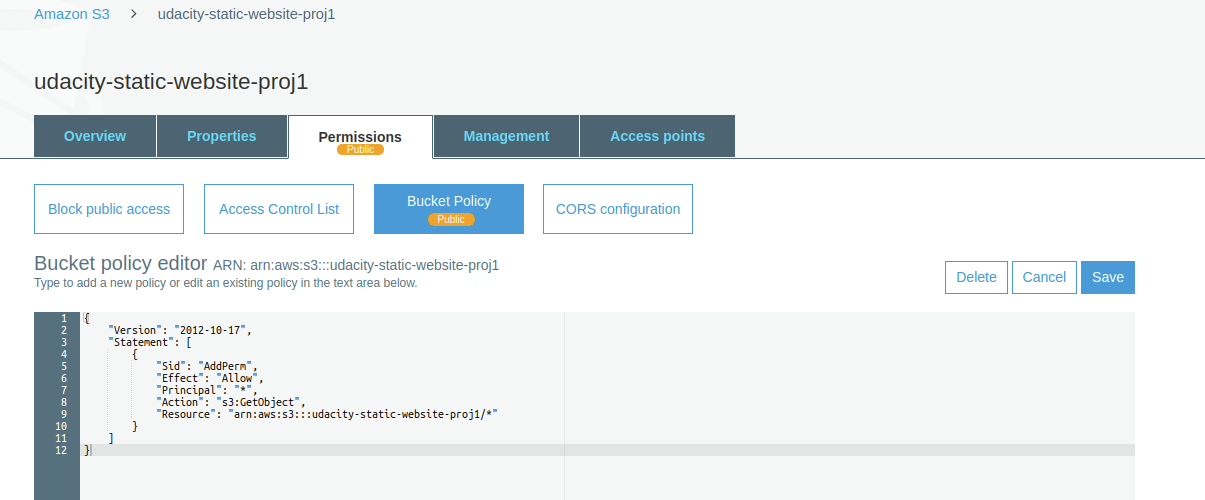 Amazon S3 > udacity-static-website-proj1
udacity-static-website-proj1
Overview Properties Permissions Management Access points
Public
Block public access Access Control List Bucket Policy CORS configuration
Public
Bucket policy editor ARN: arn:aws:s3:::udacity-static-website-proj1
Type to add a new policy or edit an existing policy in the text area below.
Delete Cancel Save
1 {
2 "Version": "2012-10-17",
3 "Statement": [
4 {
5 "Sid": "AddPerm",
6 "Effect": "Allow",
7 "Principal": "*",
8 "Action": "s3:GetObject",
9 "Resource": "arn:aws:s3:::udacity-static-website-proj1/*"
10 }
11 ]
12 }